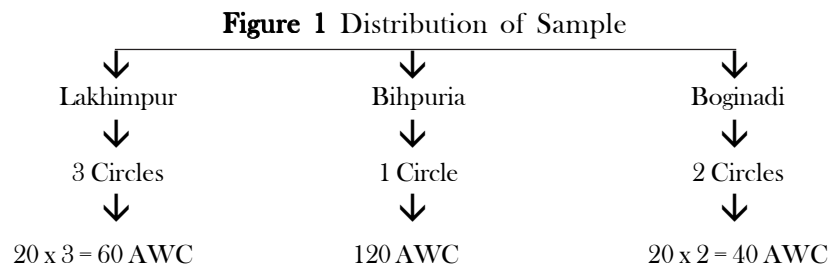 Figure 1 Distribution of Sample
Lakhimpur Bihpuria Boginadi
3 Circles 1 Circle 2 Circles
20 x 3 = 60 AWC 120 AWC 20 x 2 = 40 AWC